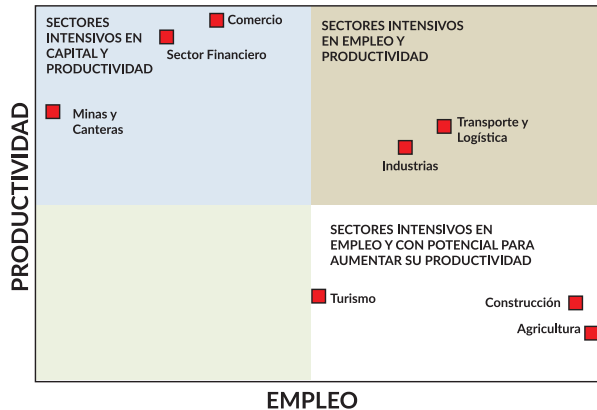 SECTORES
INTENSIVOS EN
CAPITAL Y
PRODUCTIVIDAD
Comercio
Sector Financiero
Minas y
Canteras
SECTORES INTENSIVOS
EN EMPLEO Y
PRODUCTIVIDAD
Transporte y
Logística
Industrias
SECTORES INTENSIVOS EN
EMPLEO Y CON POTENCIAL PARA
AUMENTAR SU PRODUCTIVIDAD
Turismo
Construcción
Agricultura
PRODUCTIVIDAD
EMPLEO